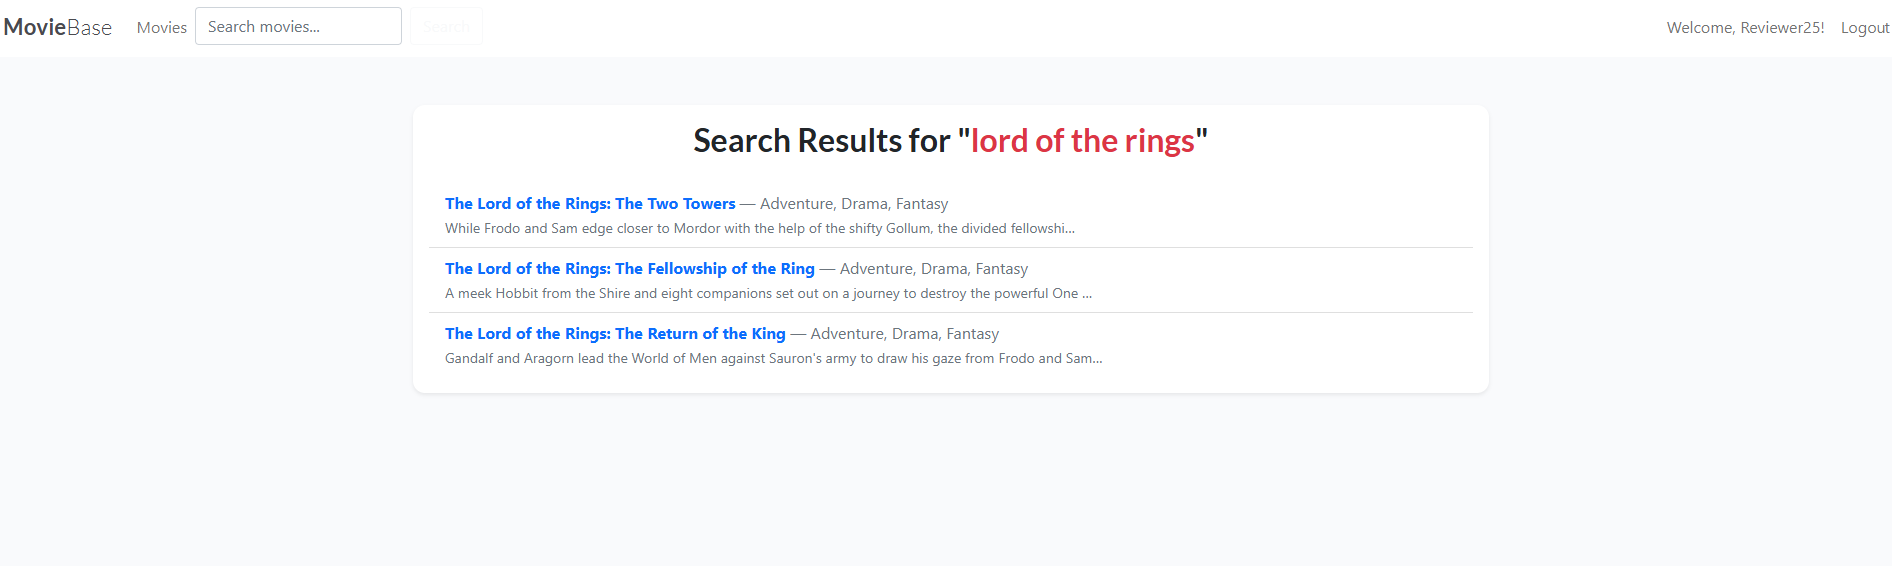 MovieBase Movies Search movies... Search Welcome, Reviewer25! Logout
Search Results for "lord of the rings"
The Lord of the Rings: The Two Towers — Adventure, Drama, Fantasy
While Frodo and Sam edge closer to Mordor with the help of the shifty Gollum, the divided fellowshi...
The Lord of the Rings: The Fellowship of the Ring — Adventure, Drama, Fantasy
A meek Hobbit from the Shire and eight companions set out on a journey to destroy the powerful One ...
The Lord of the Rings: The Return of the King — Adventure, Drama, Fantasy
Gandalf and Aragorn lead the World of Men against Sauron's army to draw his gaze from Frodo and Sam...